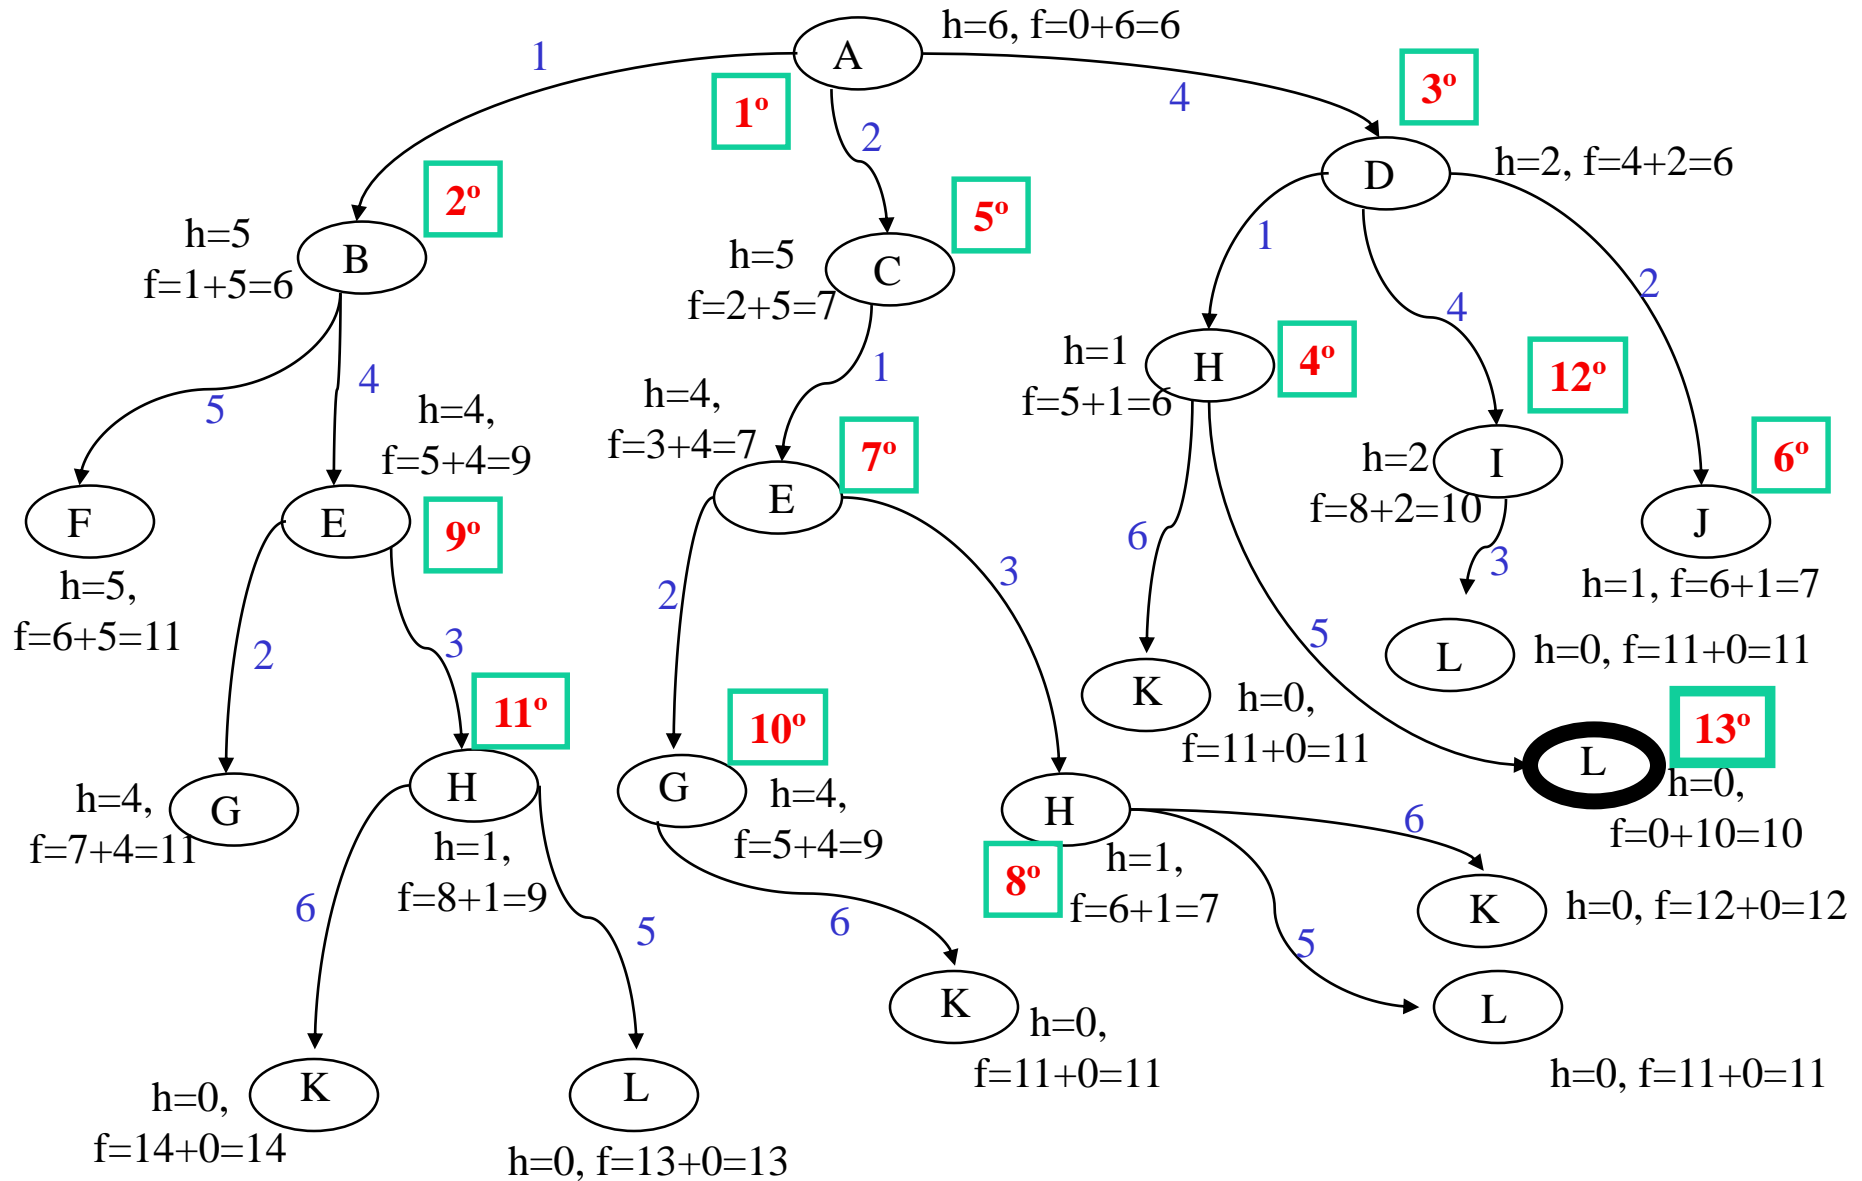 A
h=6, f=0+6=6
1
1º
2
4
3º
D
h=2, f=4+2=6
2º
h=5
f=1+5=6
B
5º
h=5
f=2+5=7
C
1
4
2
h=1
f=5+1=6
H
4º
12º
5
4
h=4,
f=5+4=9
1
h=4,
f=3+4=7
7º
E
h=2
f=8+2=10
I
6º
F
h=5,
f=6+5=11
E
9º
J
h=1, f=6+1=7
2
3
2
3
6
5
3
L
h=0, f=11+0=11
K
h=0,
f=11+0=11
L
13º
h=0,
f=0+10=10
h=4,
f=7+4=11
G
11º
H
h=1,
f=8+1=9
G
10º
h=4,
f=5+4=9
H
8º
h=1,
f=6+1=7
6
5
6
6
5
K
h=0, f=12+0=12
L
h=0, f=11+0=11
K
h=0,
f=11+0=11
K
h=0,
f=14+0=14
L
h=0, f=13+0=13